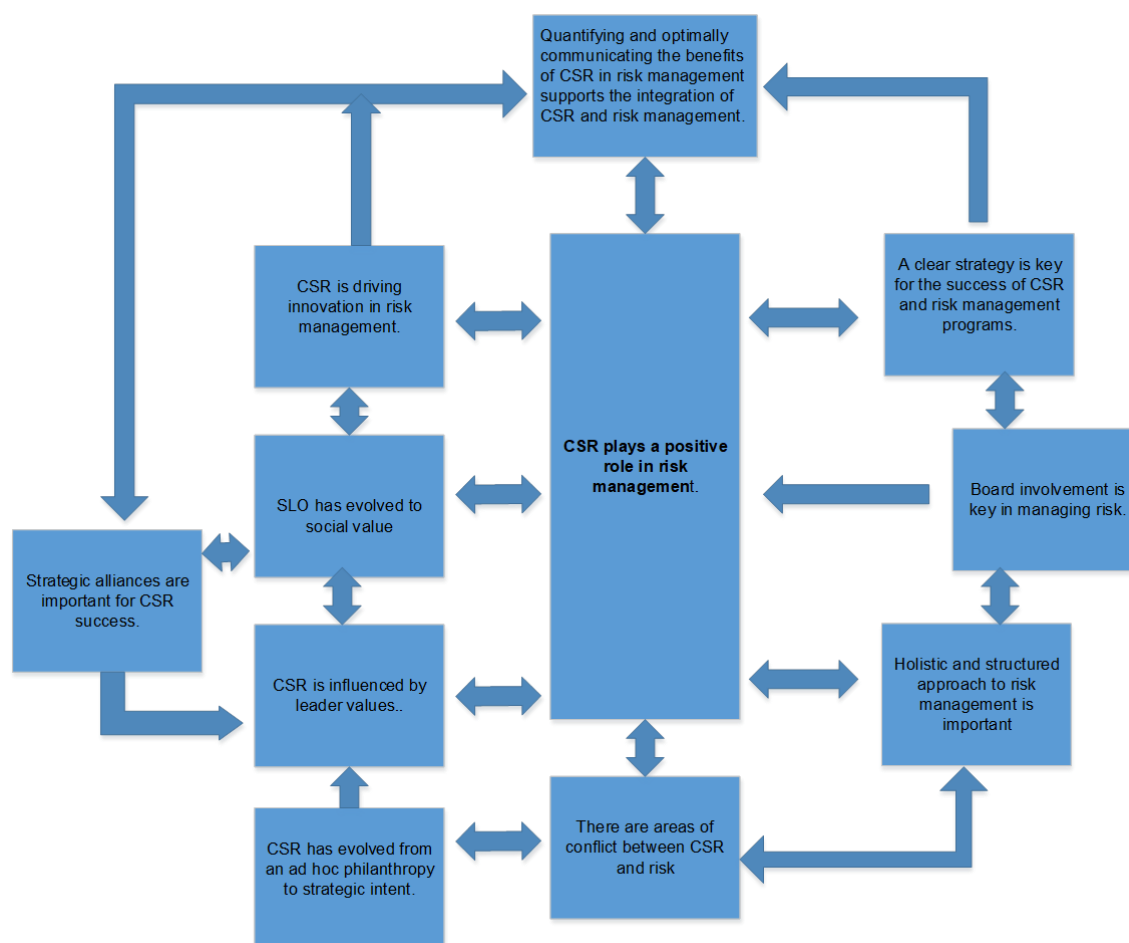 Quantifying and optimally
communicating the benefits
of CSR in risk management
supports the integration of
CSR and risk management.
CSR is driving
innovation in risk
management.
A clear strategy is key
for the success of CSR
and risk management
programs.
CSR plays a positive
role in risk
management.
SLO has evolved to
social value
Board involvement is
key in managing risk.
Strategic alliances are
important for CSR
success.
CSR is influenced by
leader values..
Holistic and structured
approach to risk
management is
important
CSR has evolved from
an ad hoc philanthropy
to strategic intent.
There are areas of
conflict between CSR
and risk